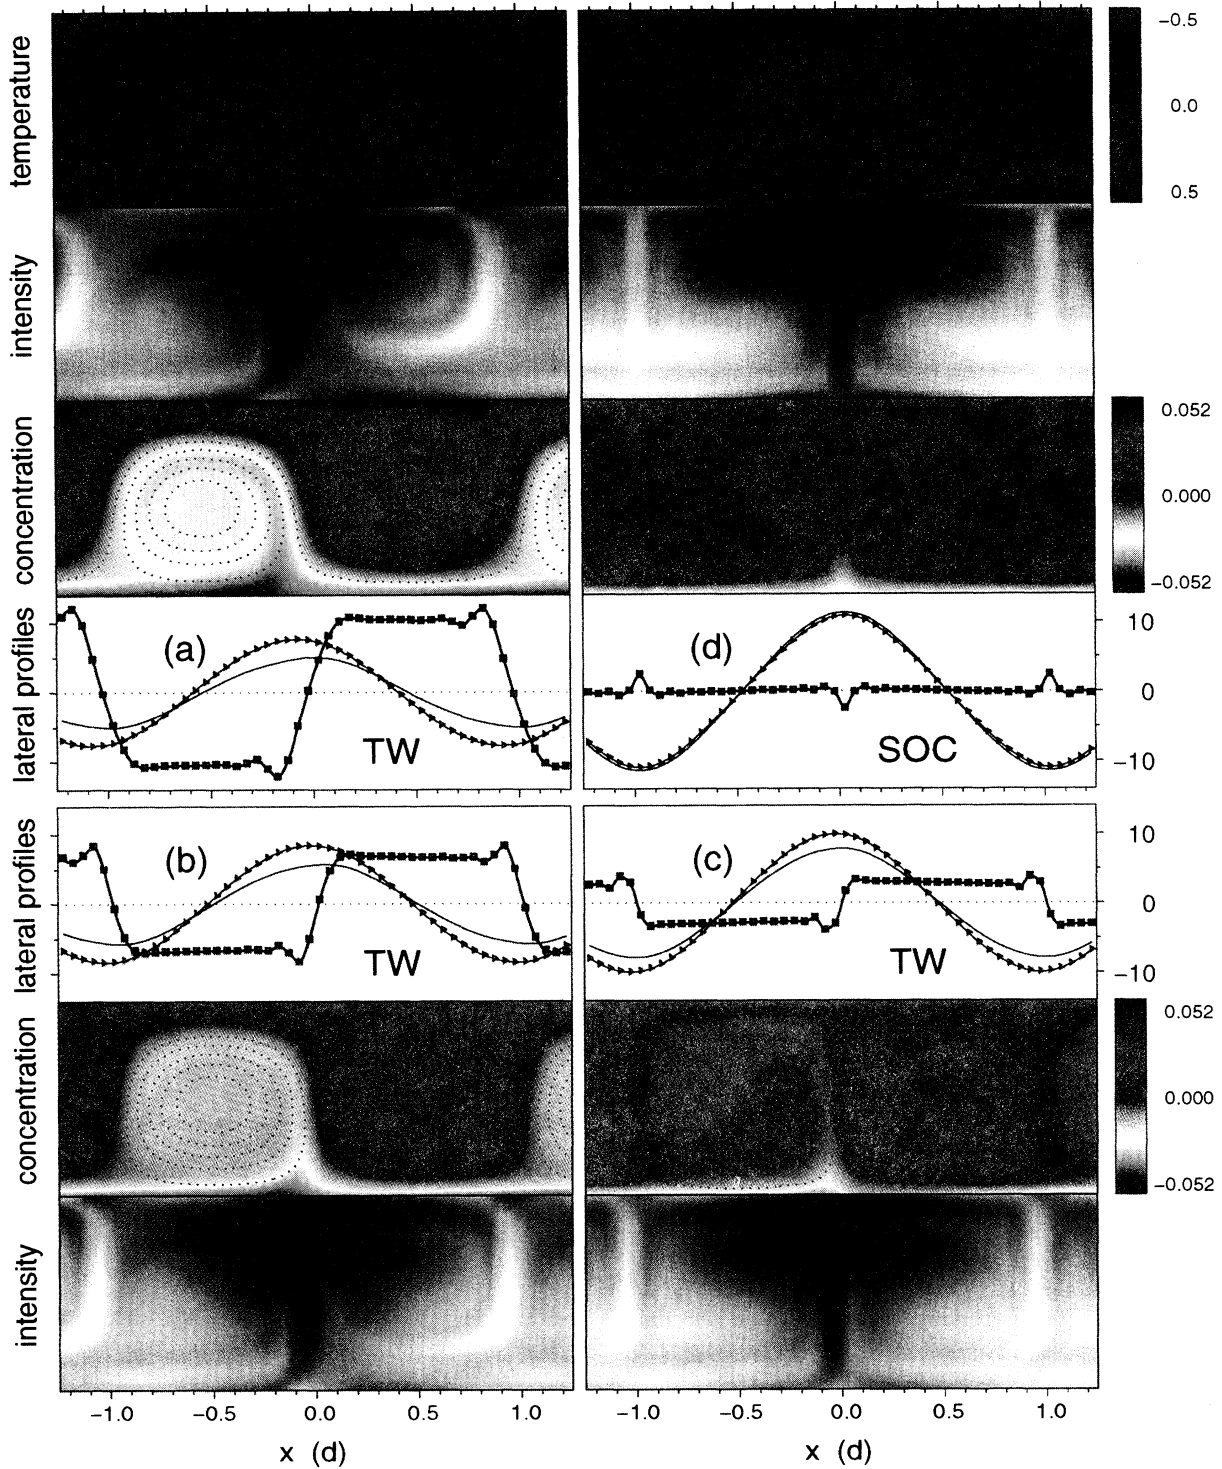 temperature
−0.5
0.0
0.5
intensity
concentration
0.052
0.000
−0.052
lateral profiles
(a)
TW
(d)
SOC
10
0
−10
lateral profiles
(b)
TW
(c)
TW
10
0
−10
concentration
0.052
0.000
−0.052
intensity
−1.0 −0.5 0.0 0.5 1.0 −1.0 −0.5 0.0 0.5 1.0
x (d) x (d)